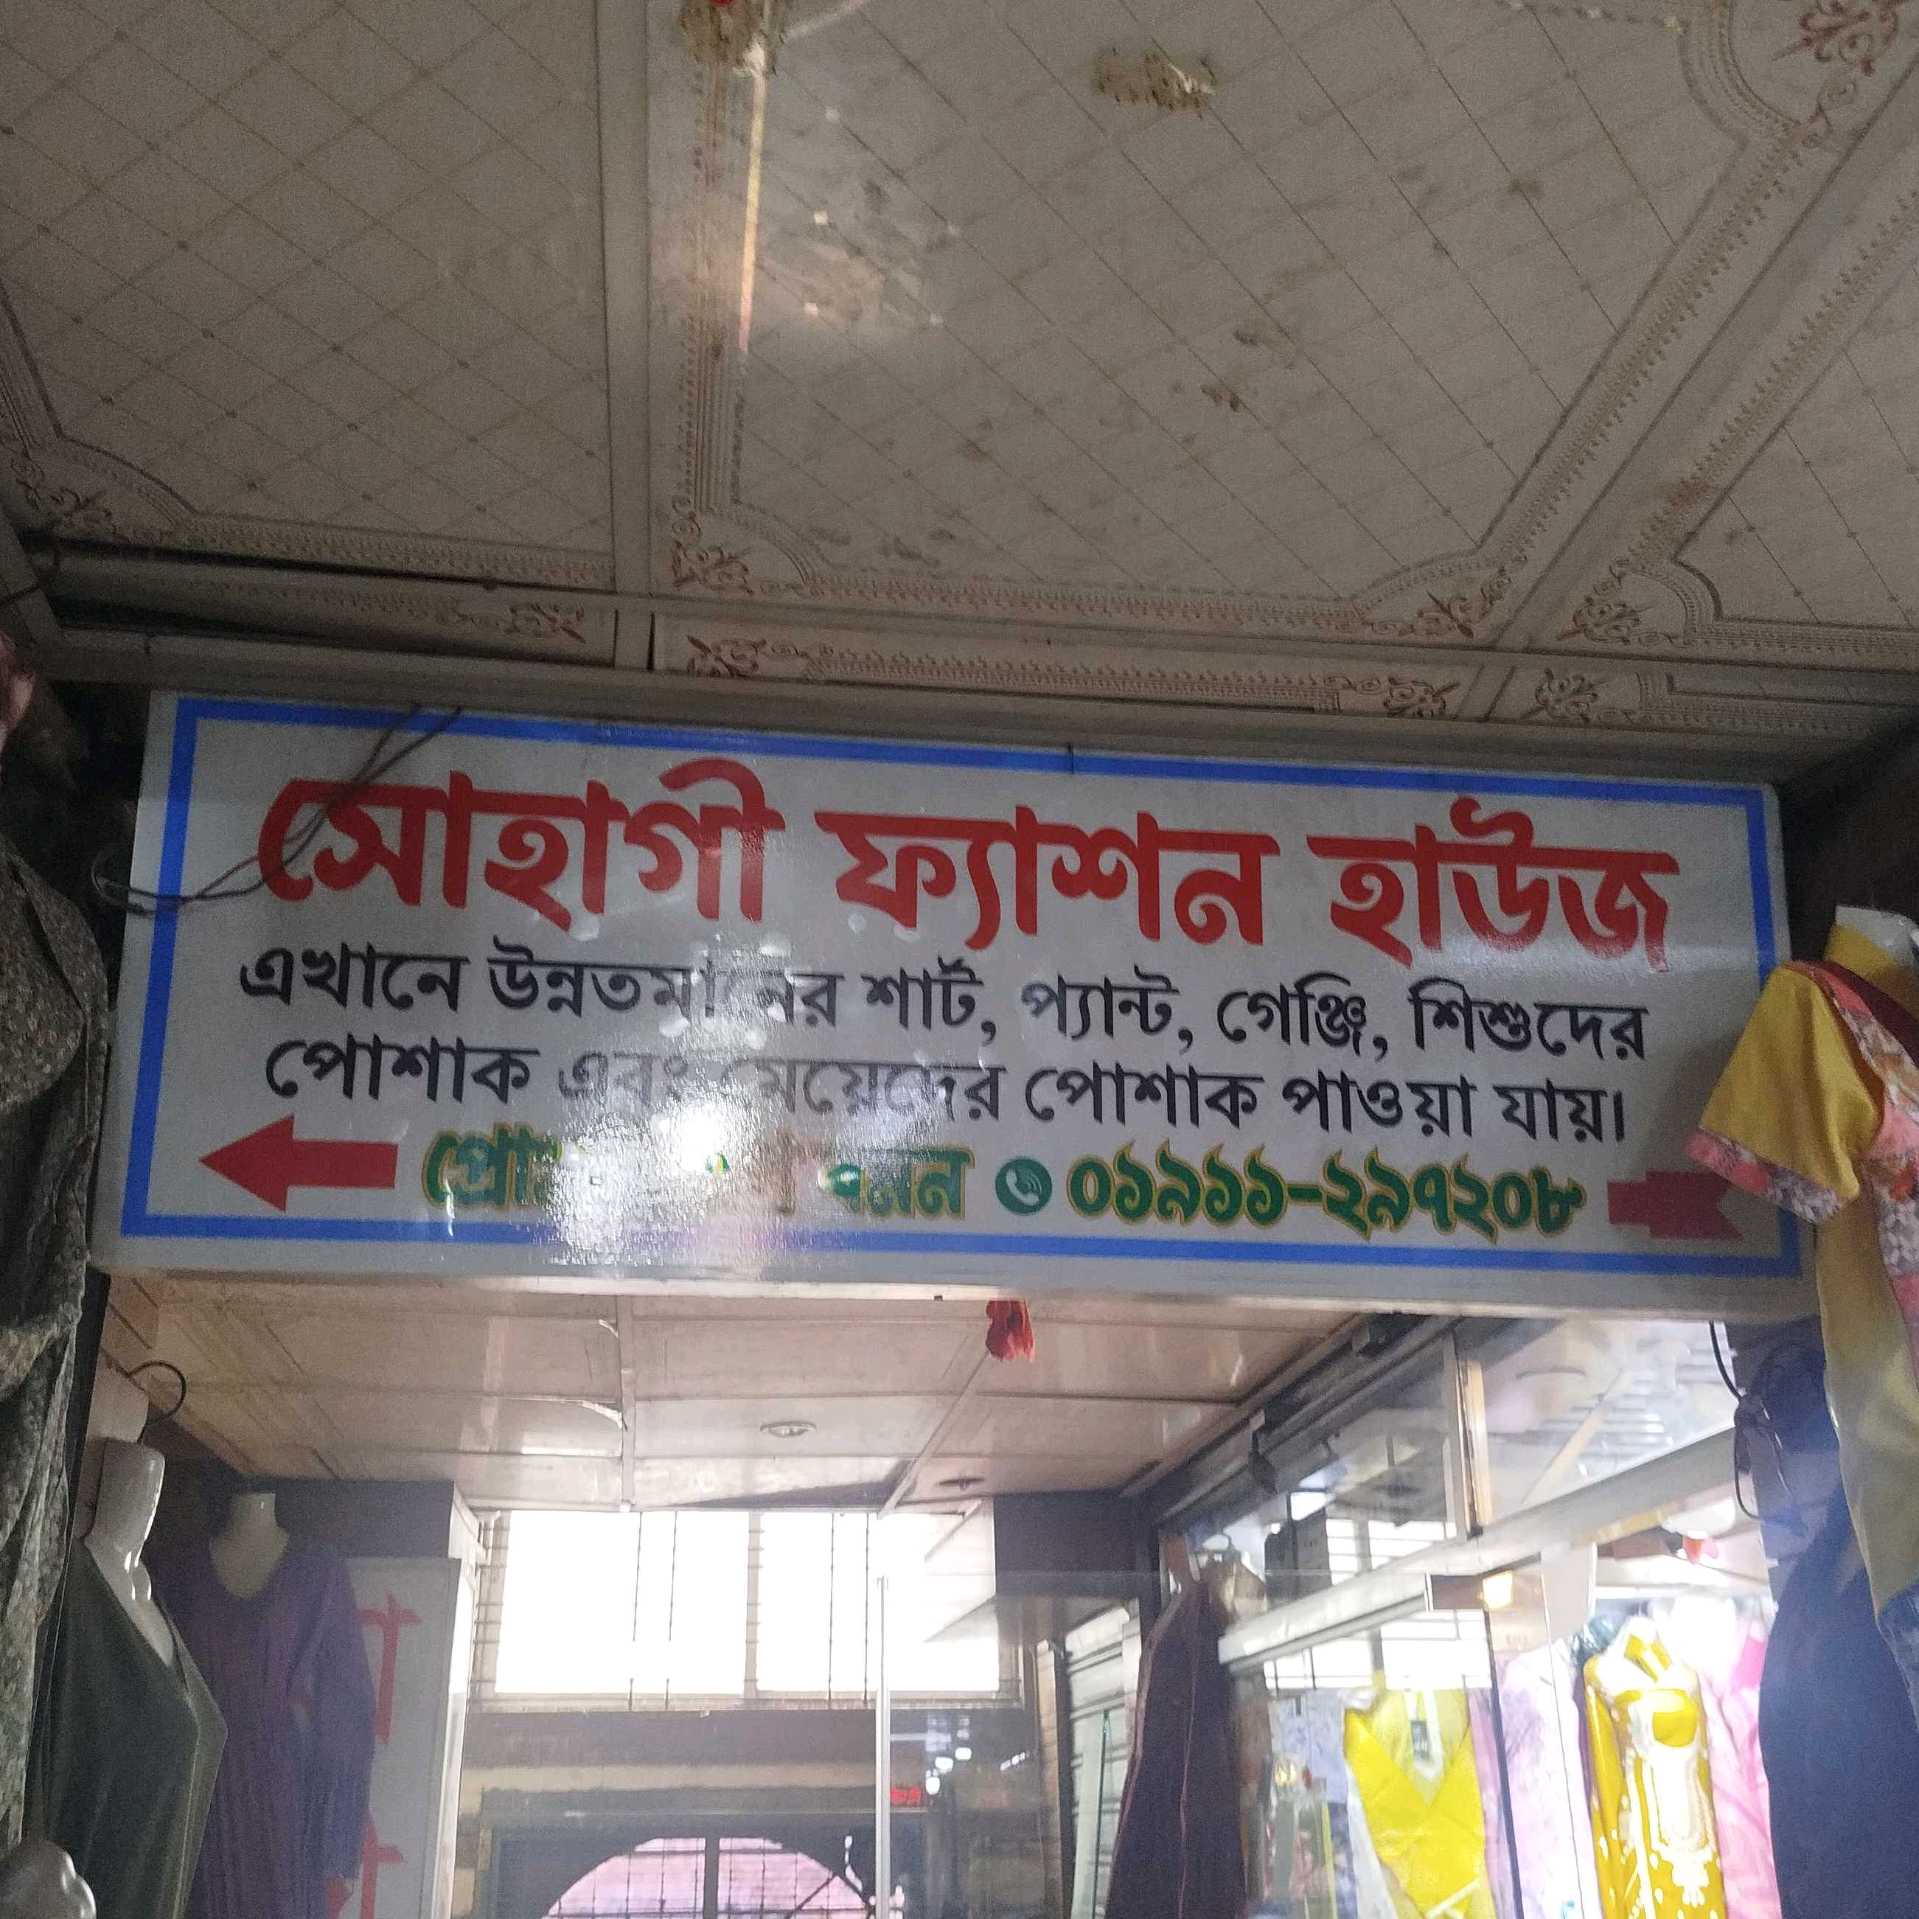 সোহাগী ফ্যাশন হাউজ
এখানে উন্নতমানের শার্ট, প্যান্ট, গেঞ্জি, শিশুদের
পোশাক এবং মেয়েদের পোশাক পাওয়া যায়।
০১৯১১-২৯৭২০৮